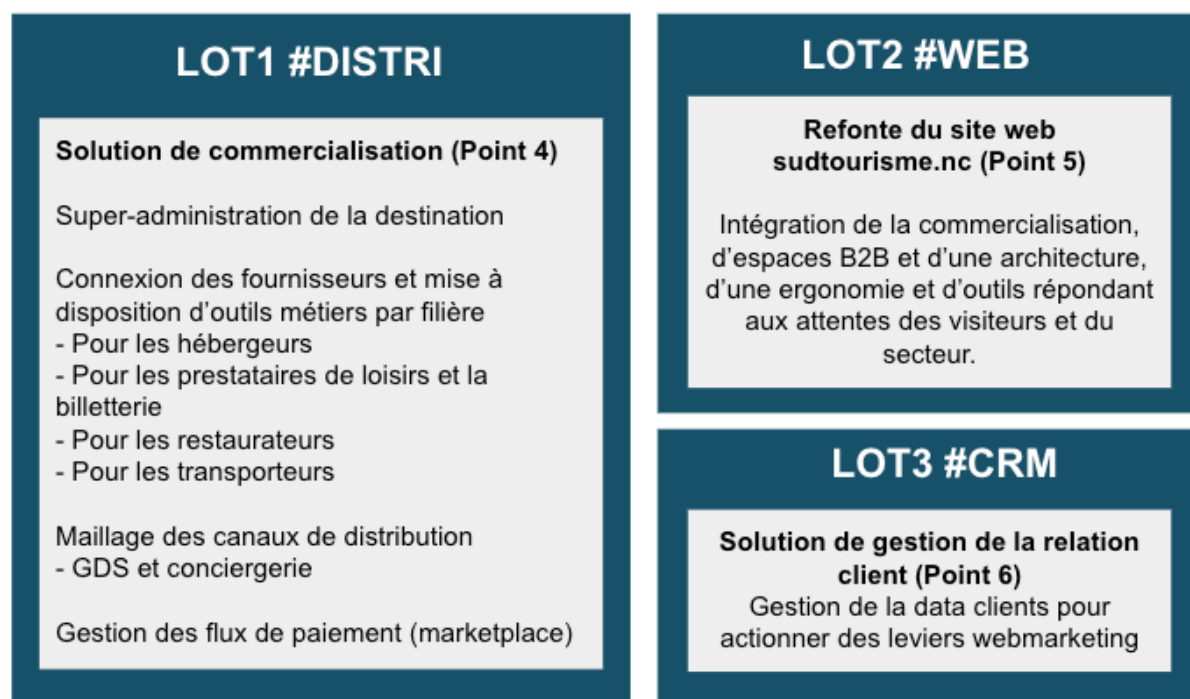 LOT1 #DISTRI
Solution de commercialisation (Point 4)
Super-administration de la destination
Connexion des fournisseurs et mise à
disposition d'outils métiers par filière
- Pour les hébergeurs
- Pour les prestataires de loisirs et la
billetterie
- Pour les restaurateurs
- Pour les transporteurs
Maillage des canaux de distribution
- GDS et conciergerie
Gestion des flux de paiement (marketplace)
LOT2 #WEB
Refonte du site web
sudtourisme.nc (Point 5)
Intégration de la commercialisation,
d'espaces B2B et d'une architecture,
d'une ergonomie et d'outils répondant
aux attentes des visiteurs et du
secteur.
LOT3 #CRM
Solution de gestion de la relation
client (Point 6)
Gestion de la data clients pour
actionner des leviers webmarketing